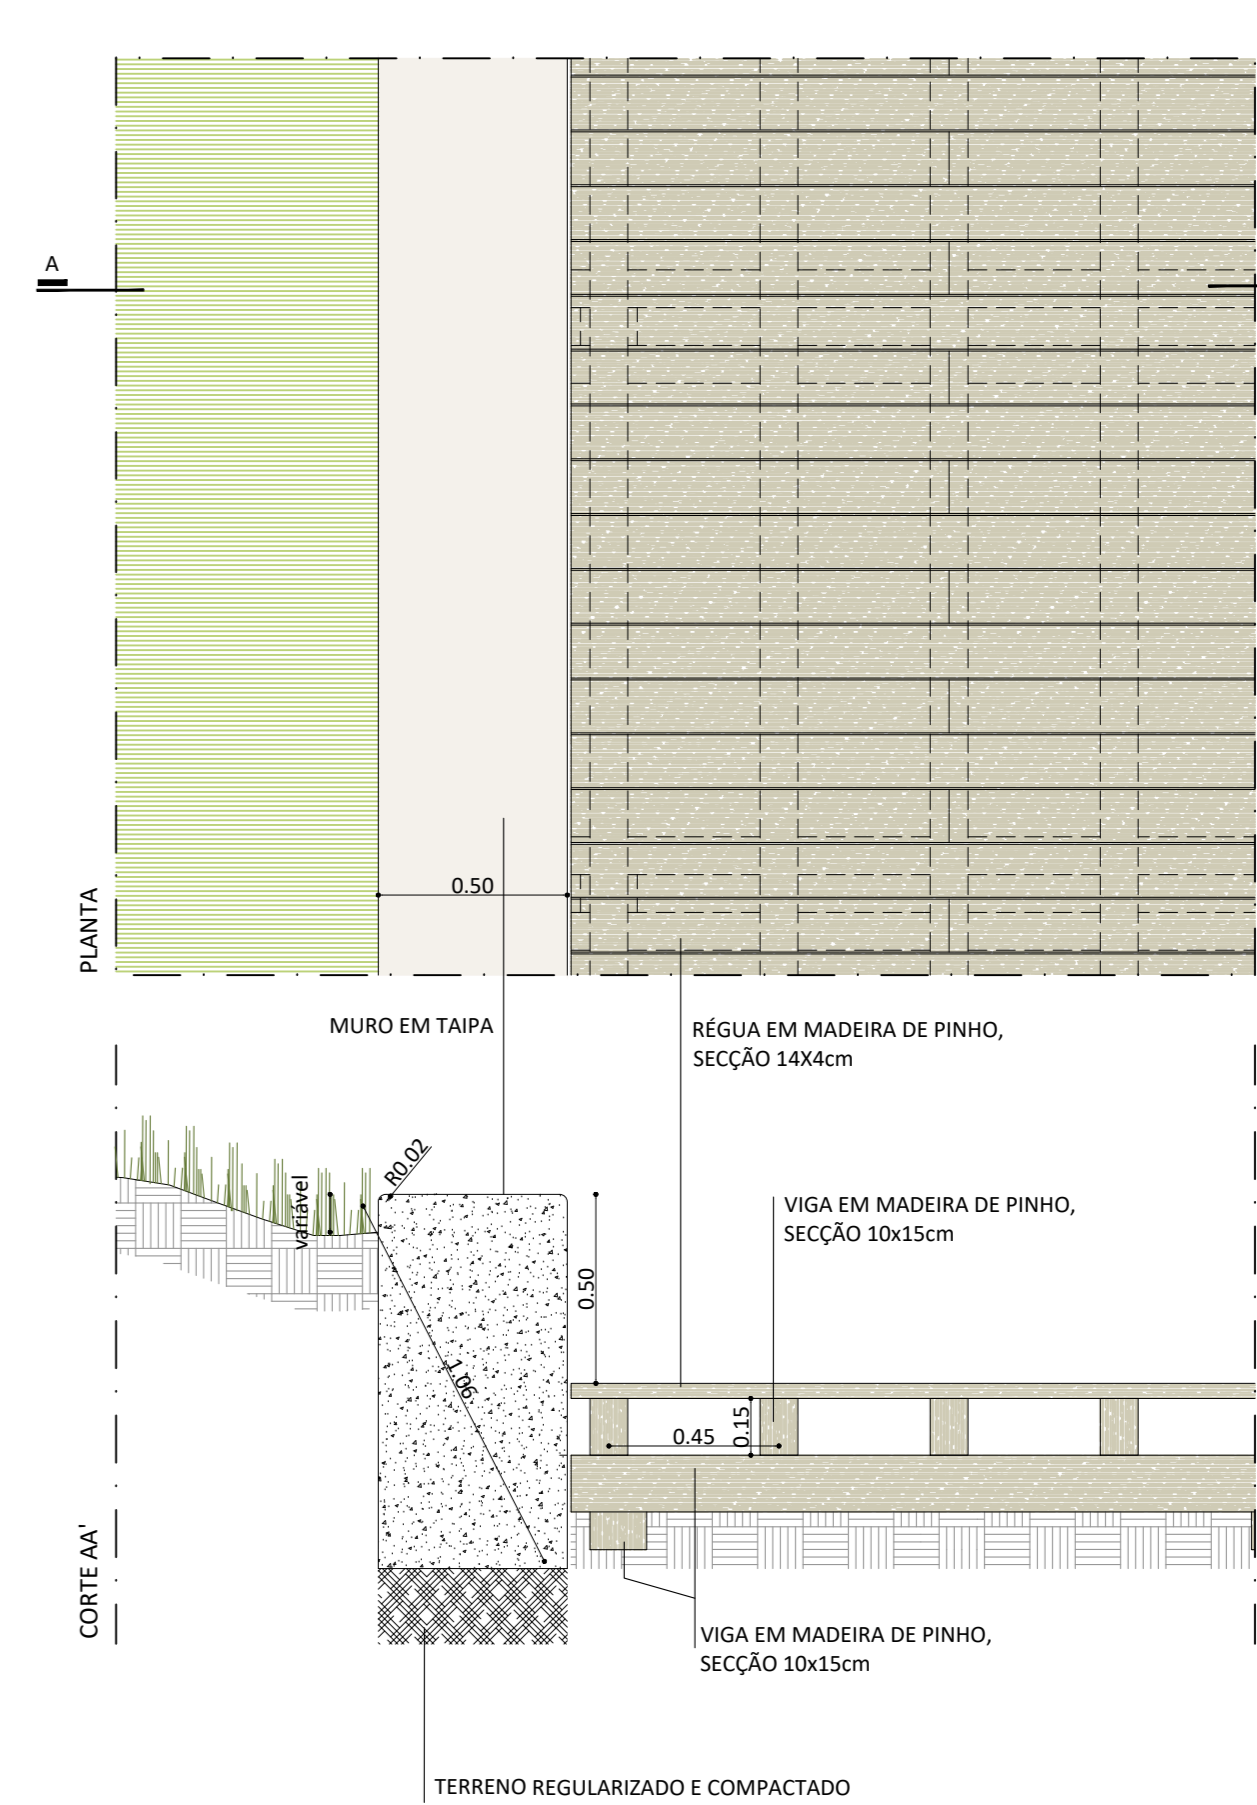 A
PLANTA
0.50
MURO EM TAIPA
RÉGUA EM MADEIRA DE PINHO,
SECÇÃO 14X4cm
R0.02
variável
VIGA EM MADEIRA DE PINHO,
SECÇÃO 10x15cm
0.50
1.06
0.45
0.15
CORTE AA'
VIGA EM MADEIRA DE PINHO,
SECÇÃO 10x15cm
TERRENO REGULARIZADO E COMPACTADO